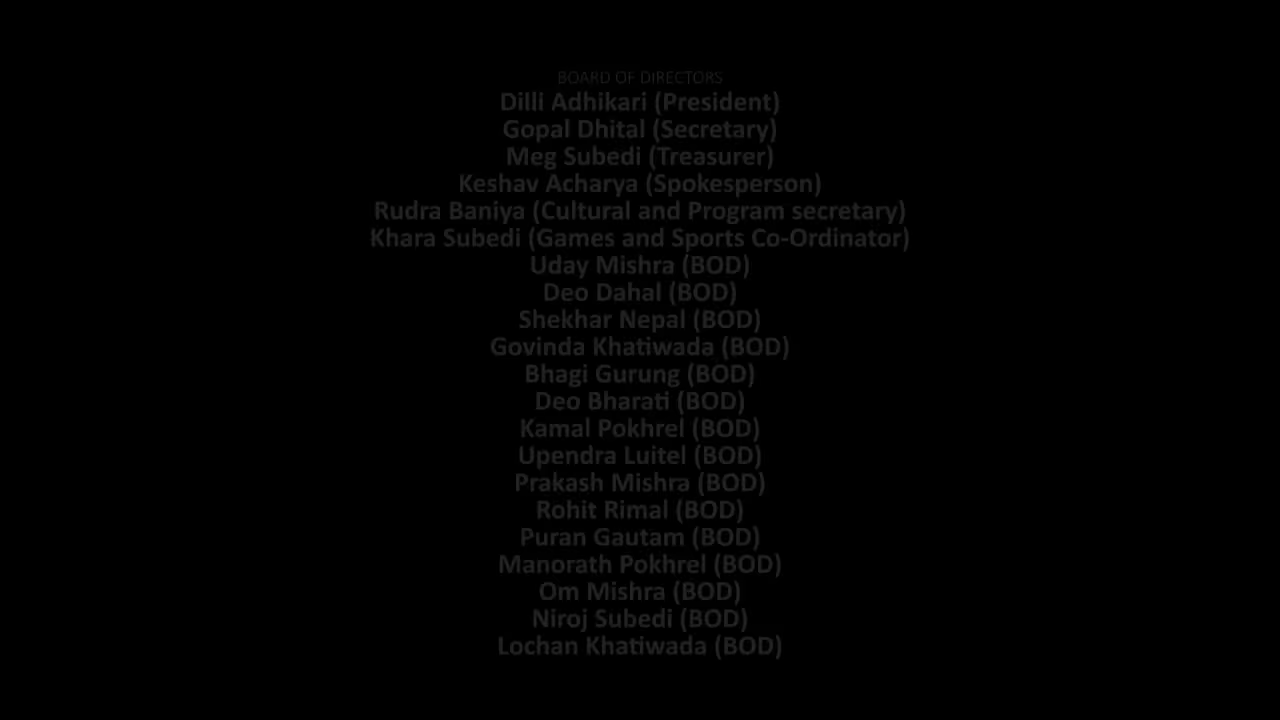 BOARD OF DIRECTORS
Dilli Adhikari (President)
Gopal Dhital (Secretary)
Meg Subedi (Treasurer)
Keshav Acharya (Spokesperson)
Rudra Baniya (Cultural and Program secretary)
Khara Subedi (Games and Sports Co-Ordinator)
Uday Mishra (BOD)
Deo Dahal (BOD)
Shekhar Nepal (BOD)
Govinda Khatiwada (BOD)
Bhagi Gurung (BOD)
Deo Bharati (BOD)
Kamal Pokhrel (BOD)
Upendra Luitel (BOD)
Prakash Mishra (BOD)
Rohit Rimal (BOD)
Puran Gautam (BOD)
Manorath Pokhrel (BOD)
Om Mishra (BOD)
Niroj Subedi (BOD)
Lochan Khatiwada (BOD)